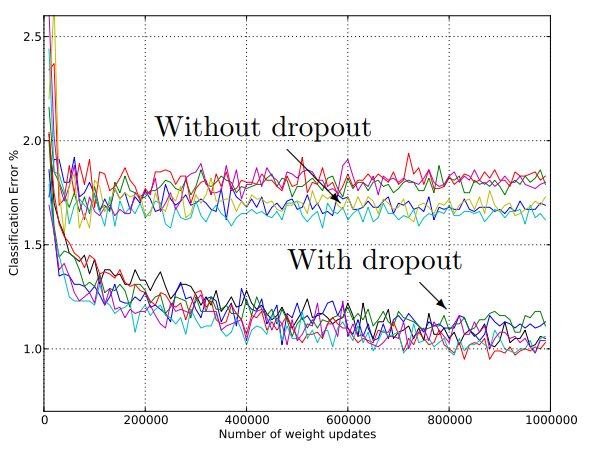 2.5
2.0
1.5
1.0
Classification Error %
Without dropout
With dropout
0 200000 400000 600000 800000 1000000
Number of weight updates